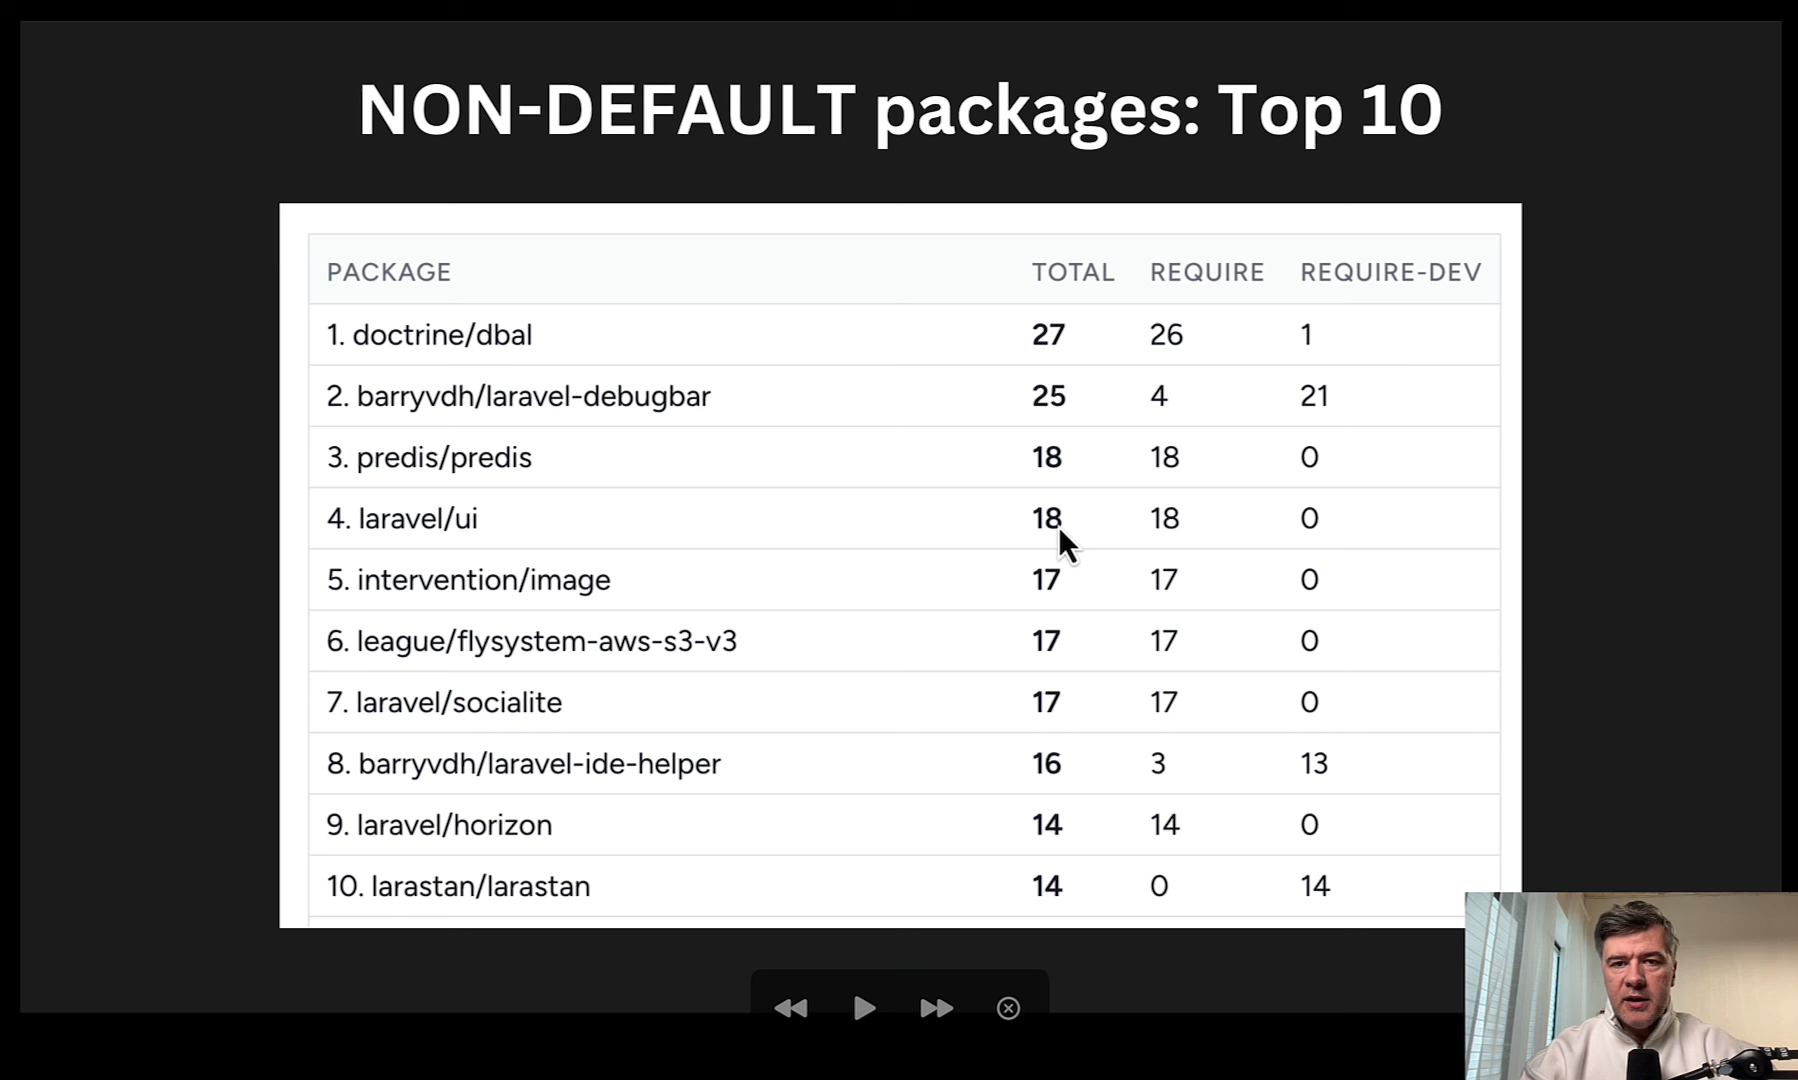 NON-DEFAULT packages: Top 10
PACKAGE TOTAL REQUIRE REQUIRE-DEV
1. doctrine/dbal 27 26 1
2. barryvdh/laravel-debugbar 25 4 21
3. predis/predis 18 18 0
4. laravel/ui 18 18 0
5. intervention/image 17 17 0
6. league/flysystem-aws-s3-v3 17 17 0
7. laravel/socialite 17 17 0
8. barryvdh/laravel-ide-helper 16 3 13
9. laravel/horizon 14 14 0
10. larastan/larastan 14 0 14